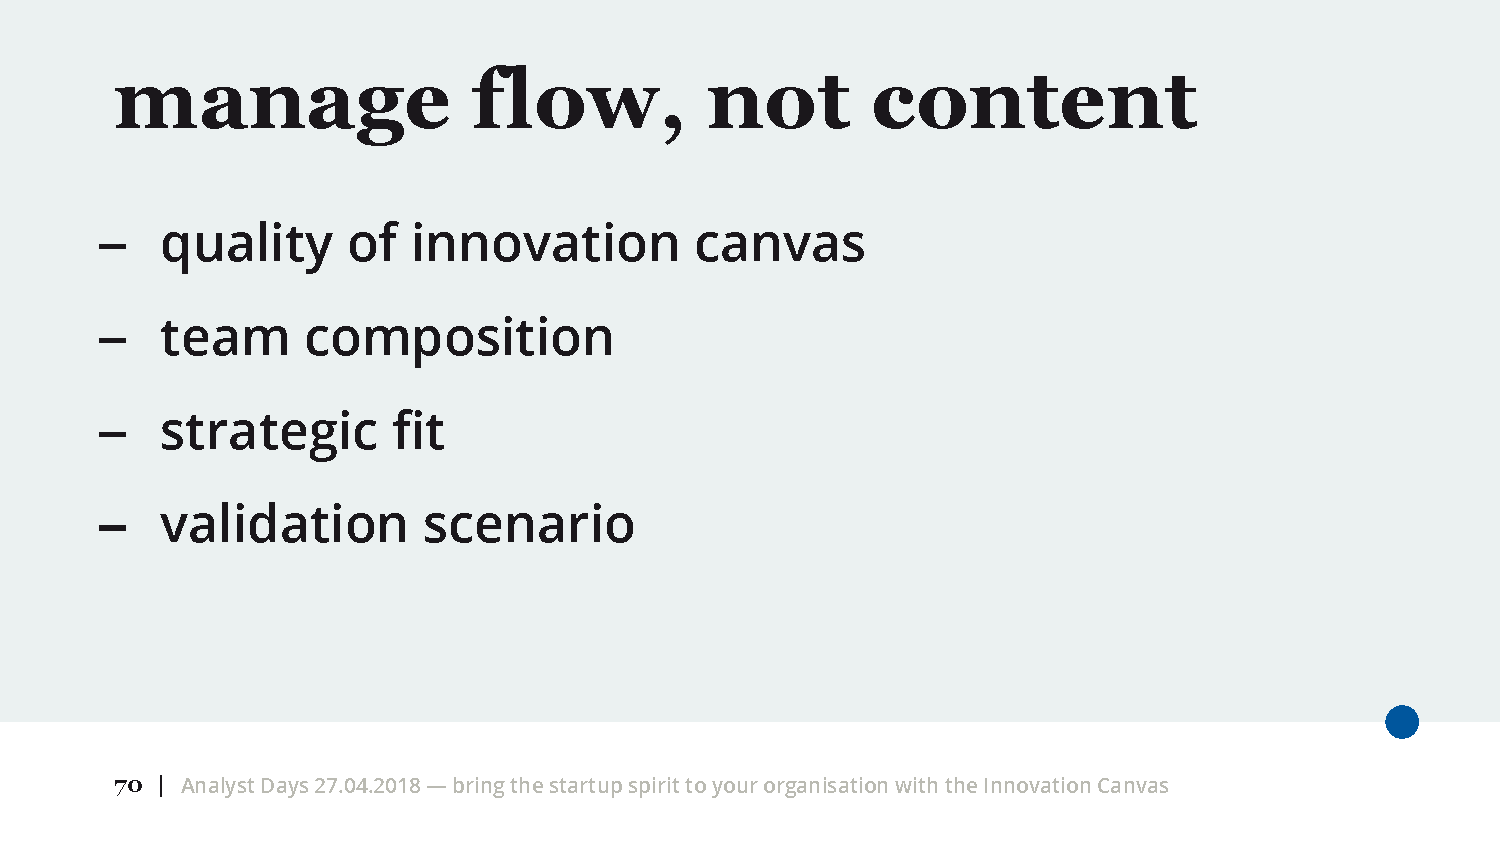 manage flow, not content
– quality of innovation canvas
– team composition
– strategic fit
– validation scenario
70 | Analyst Days 27.04.2018 — bring the startup spirit to your organisation with the Innovation Canvas